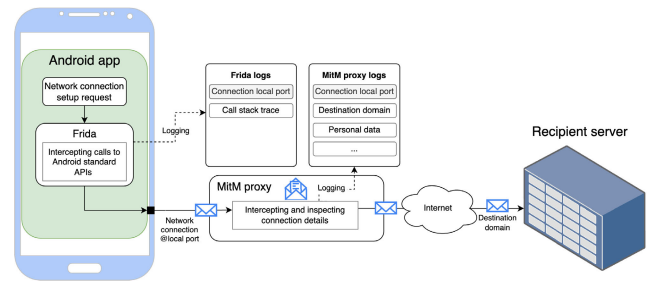 Android app
Network connection
setup request
Frida
Intercepting calls to
Android standard
APIs
Logging
Frida logs
Connection local port
Call stack trace
MitM proxy logs
Connection local port
Destination domain
Personal data
...
MitM proxy
Logging
Intercepting and inspecting
connection details
Network
connection
@local port
Internet
Destination
domain
Recipient server